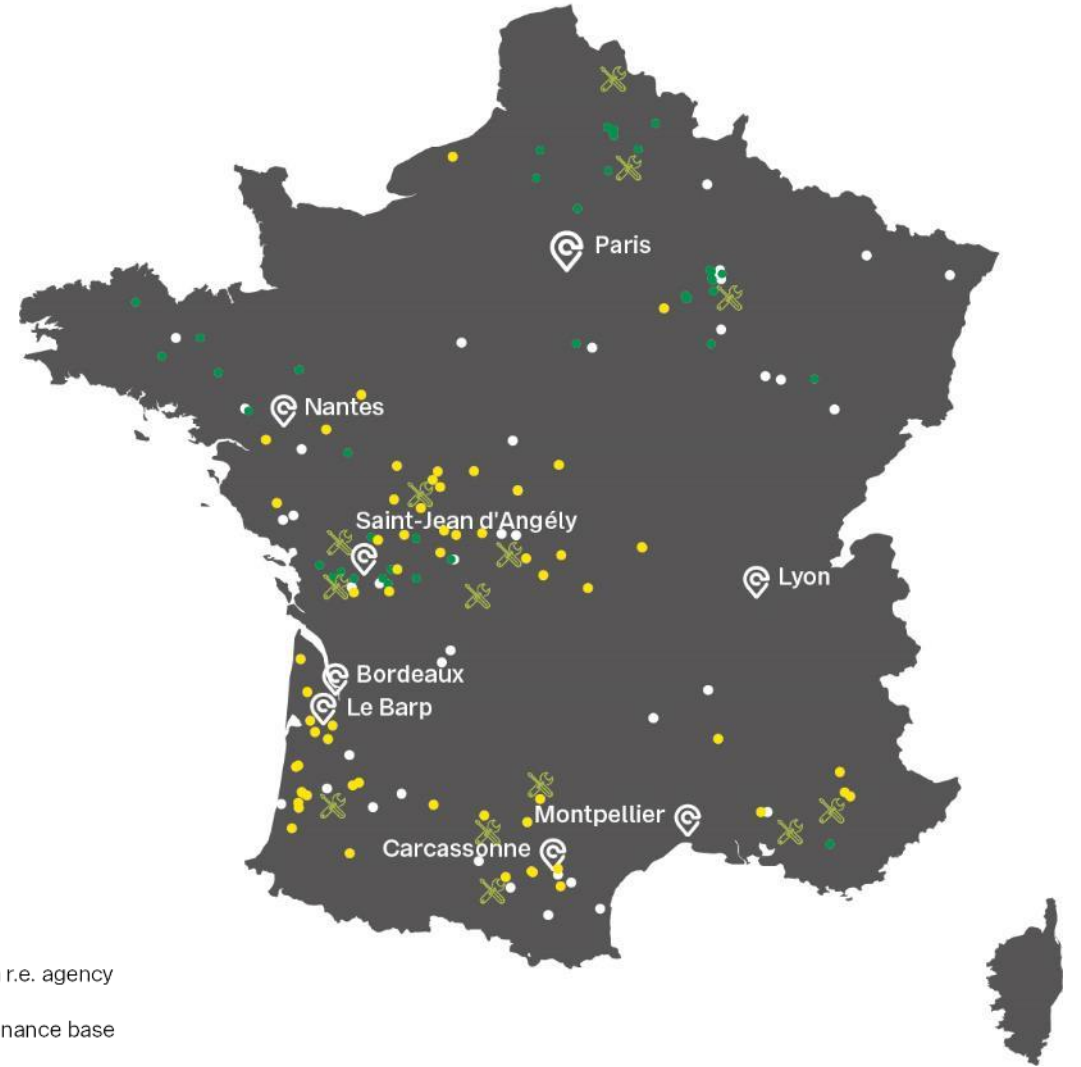 Paris
Nantes
Saint-Jean d'Angély
Lyon
Bordeaux
Le Barp
Montpellier
Carcassonne
r.e. agency
nance base